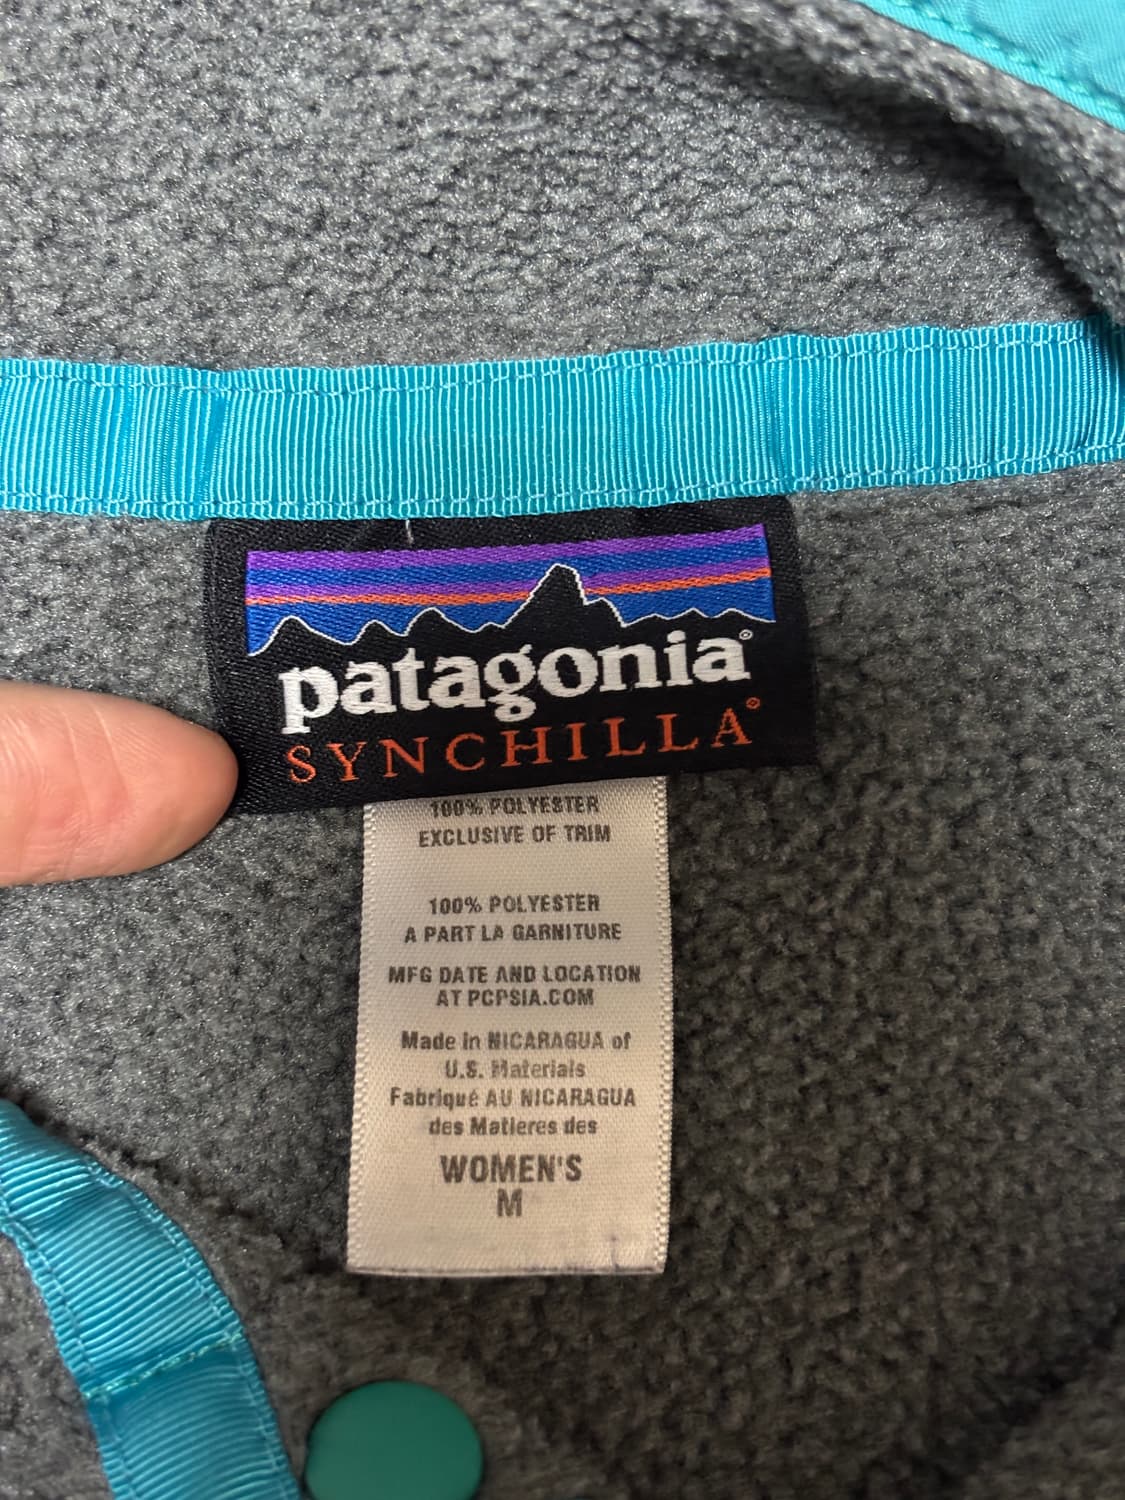 patagonia®
SYNCHILLA®
100% POLYESTER
EXCLUSIVE OF TRIM
100% POLYESTER
A PART LA GARNITURE
MFG DATE AND LOCATION
AT PCPSIA.COM
Made in NICARAGUA of
U.S. Materials
Fabriqué AU NICARAGUA
des Matieres des
WOMEN'S
M